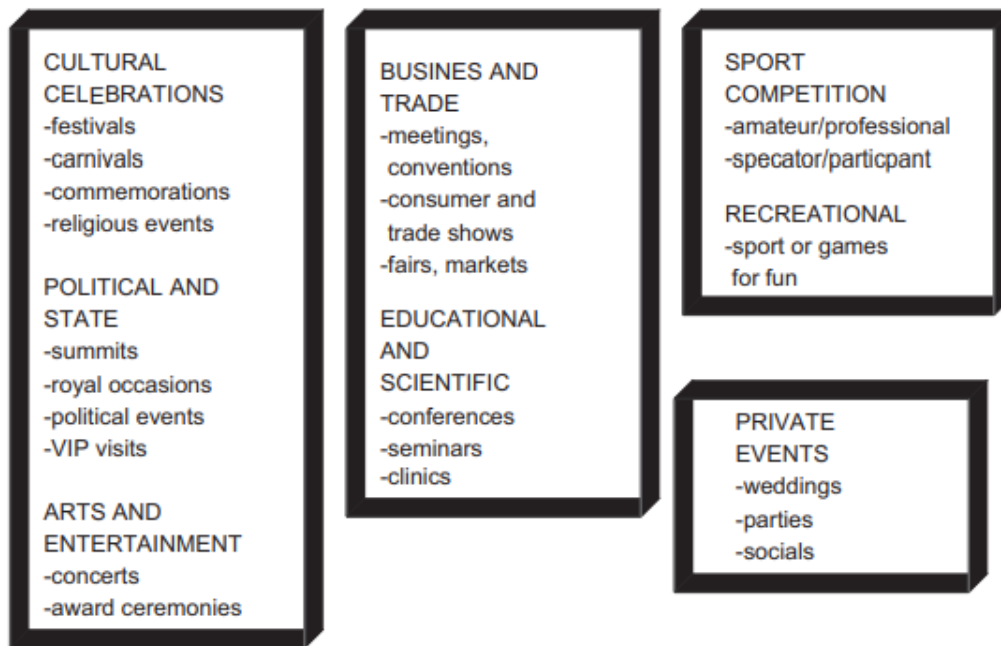 CULTURAL
CELEBRATIONS
-festivals
-carnivals
-commemorations
-religious events
POLITICAL AND
STATE
-summits
-royal occasions
-political events
-VIP visits
ARTS AND
ENTERTAINMENT
-concerts
-award ceremonies
BUSINES AND
TRADE
-meetings,
conventions
-consumer and
trade shows
-fairs, markets
EDUCATIONAL
AND
SCIENTIFIC
-conferences
-seminars
-clinics
SPORT
COMPETITION
-amateur/professional
-specator/particpant
RECREATIONAL
-sport or games
for fun
PRIVATE
EVENTS
-weddings
-parties
-socials